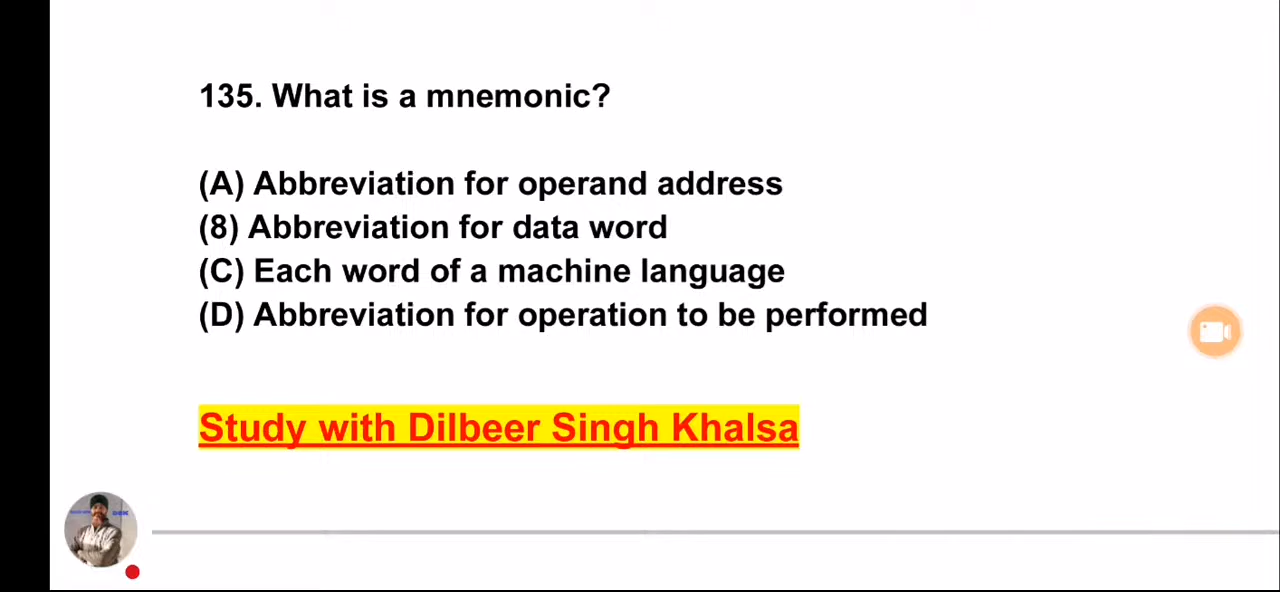 135. What is a mnemonic?
(A) Abbreviation for operand address
(8) Abbreviation for data word
(C) Each word of a machine language
(D) Abbreviation for operation to be performed
Study with Dilbeer Singh Khalsa